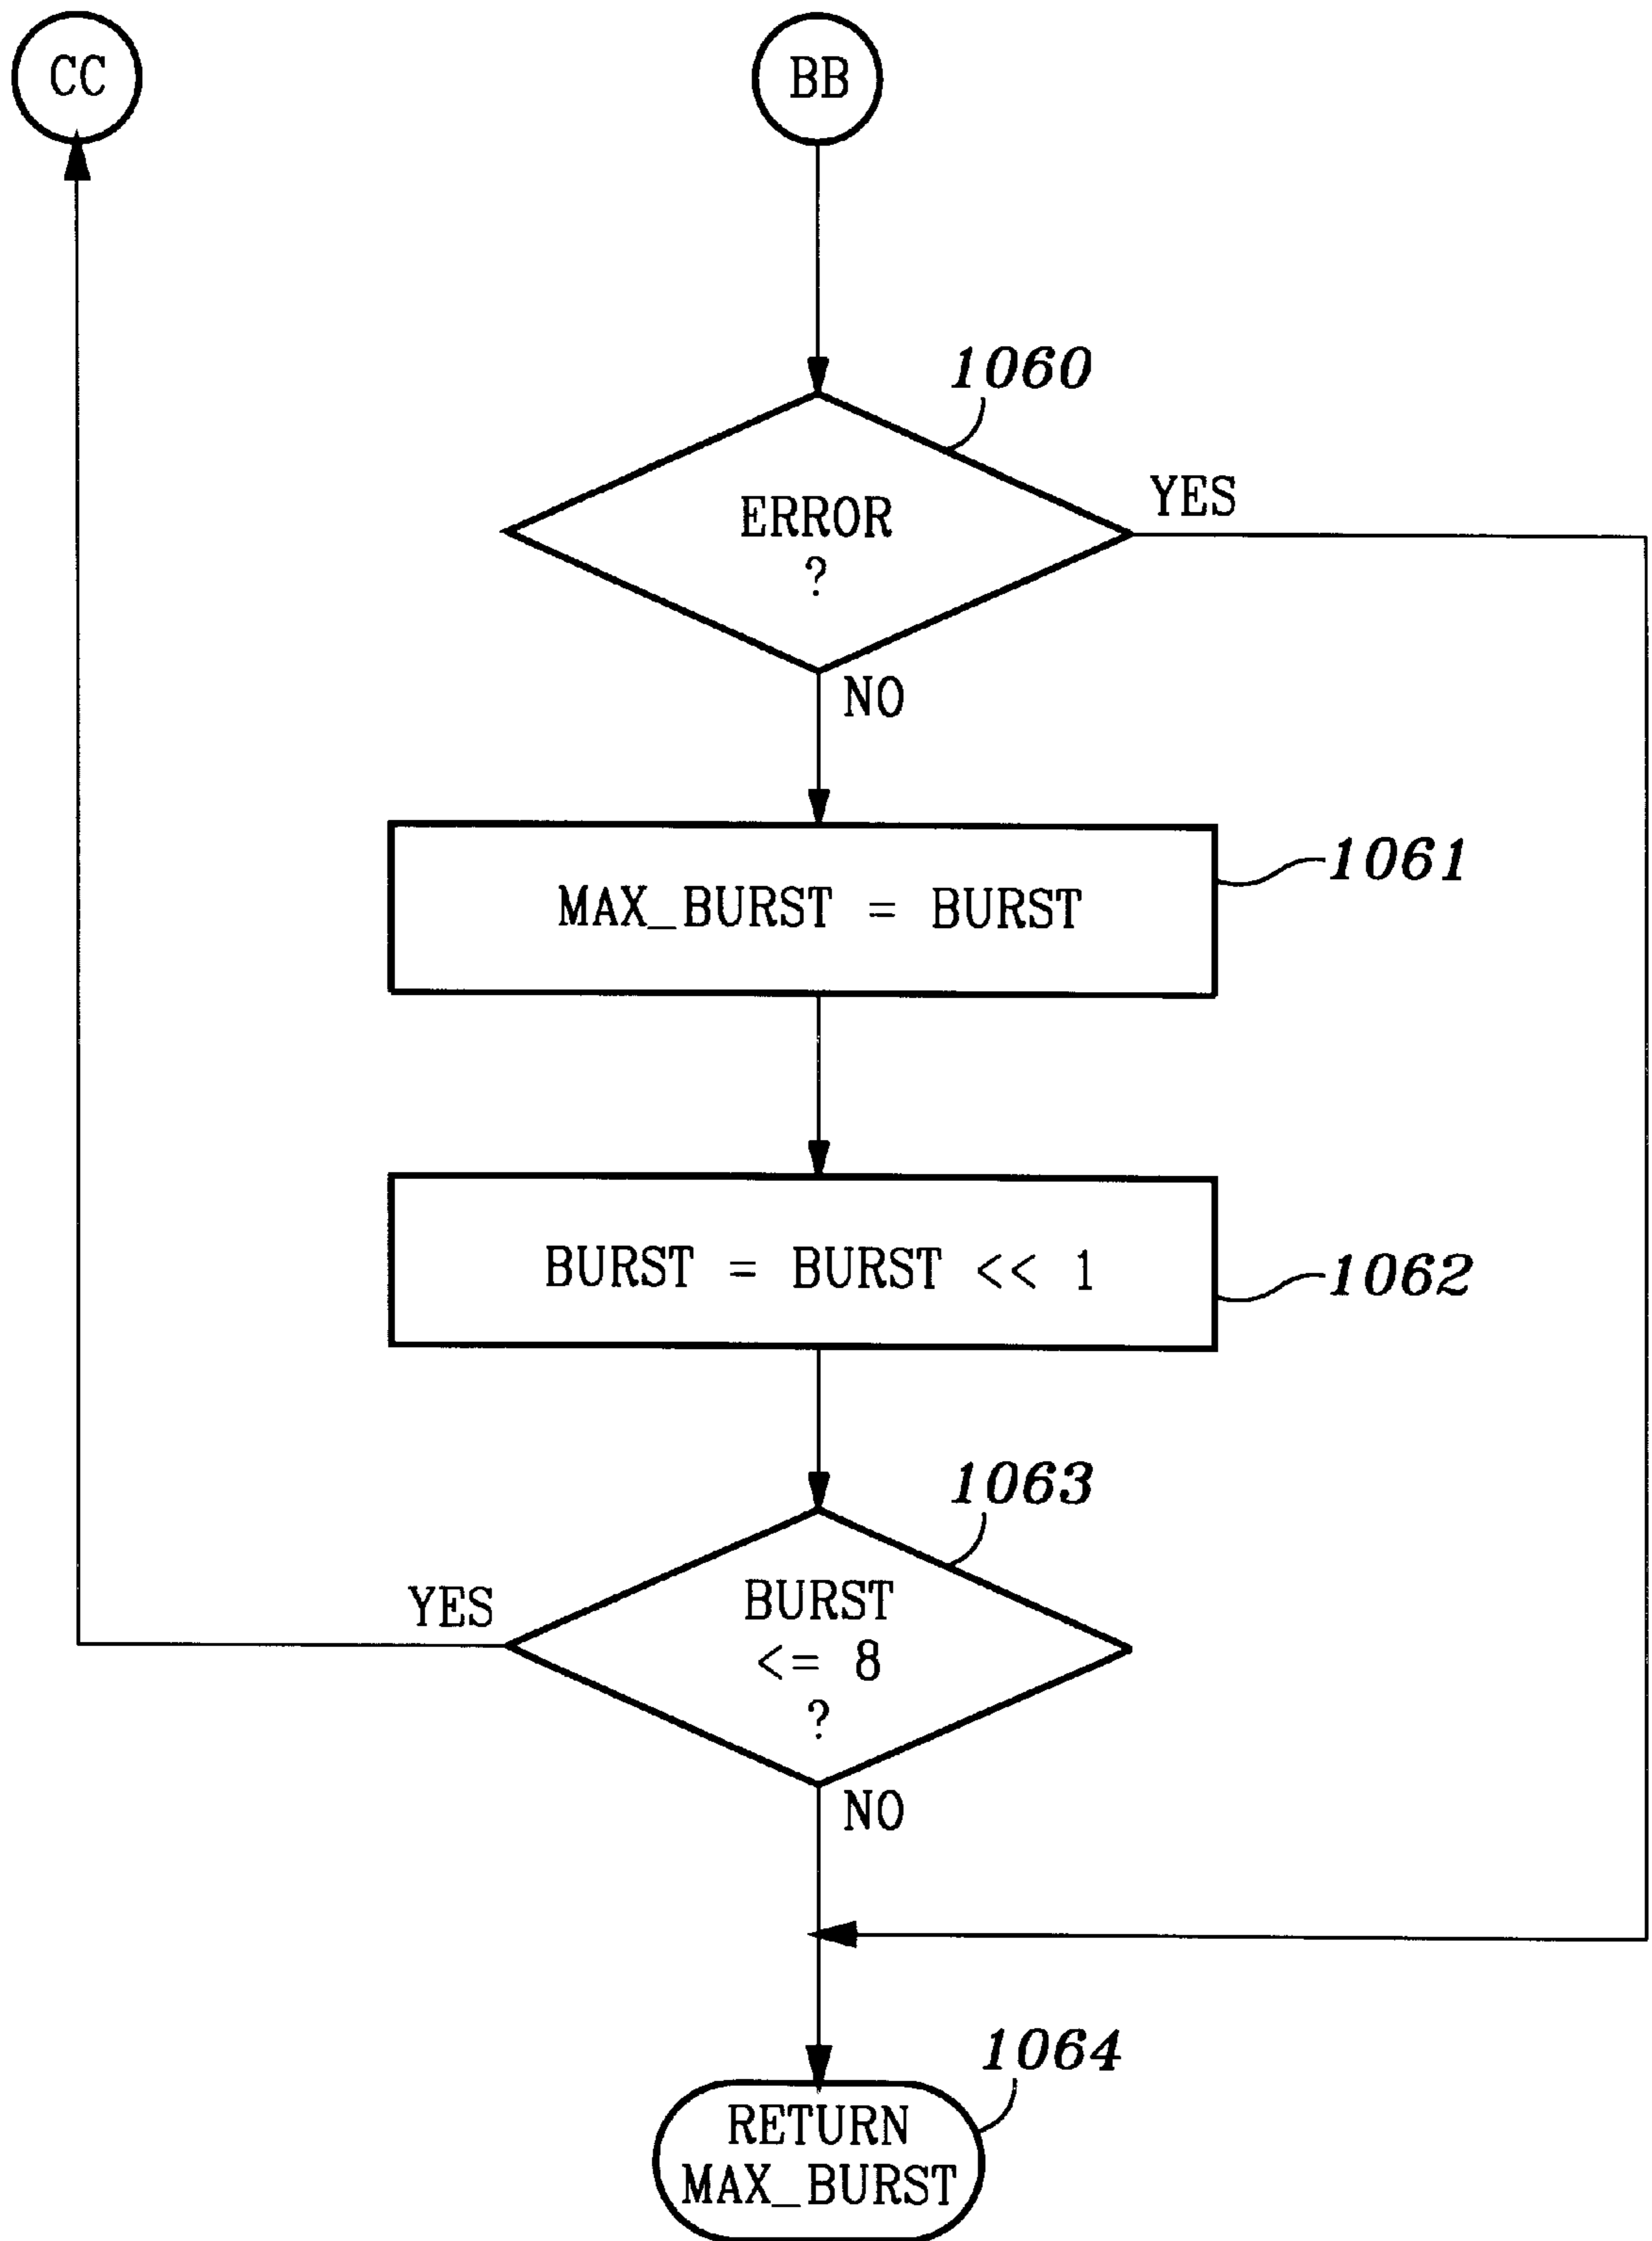 CC
BB
1060
ERROR
?
YES
NO
1061
MAX_BURST = BURST
BURST = BURST << 1
1062
1063
YES
BURST
<= 8
?
NO
1064
RETURN
MAX_BURST